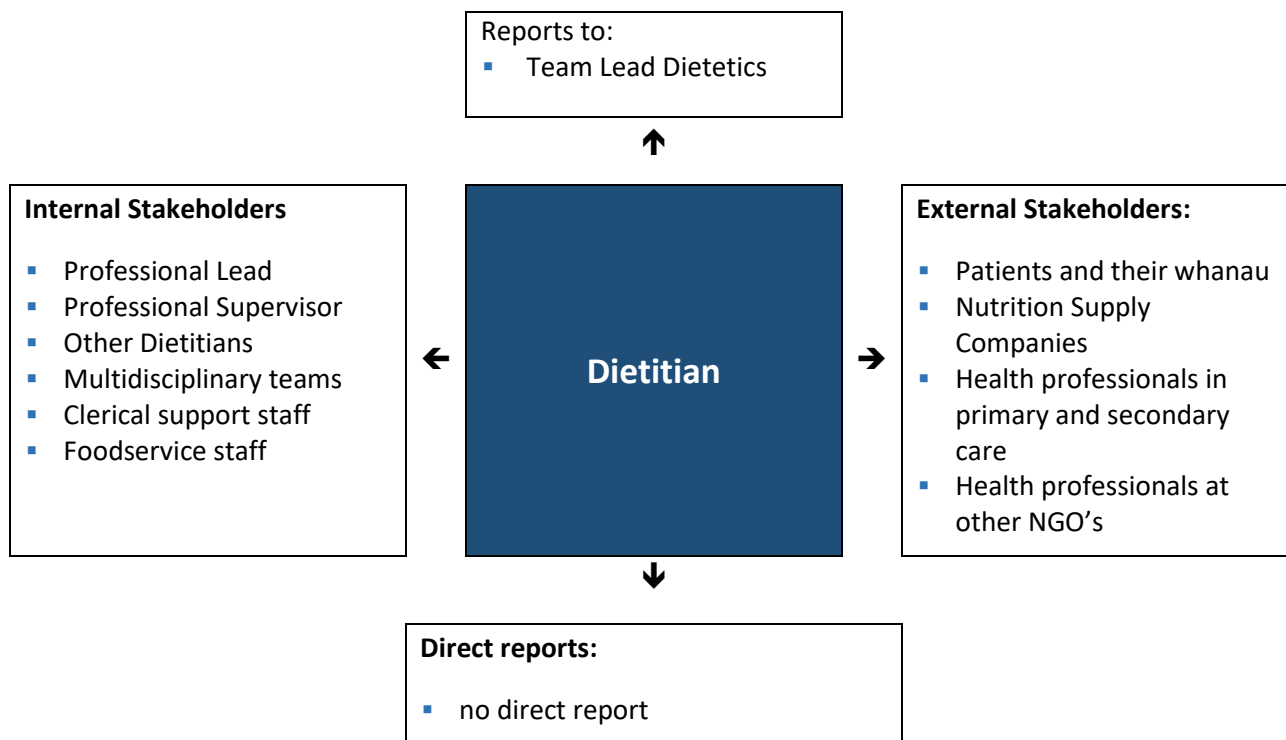 Reports to:
▪ Team Lead Dietetics
Internal Stakeholders
▪ Professional Lead
▪ Professional Supervisor
▪ Other Dietitians
▪ Multidisciplinary teams
▪ Clerical support staff
▪ Foodservice staff
Dietitian
External Stakeholders:
▪ Patients and their whanau
▪ Nutrition Supply
Companies
▪ Health professionals in
primary and secondary
care
▪ Health professionals at
other NGO’s
Direct reports:
▪ no direct report